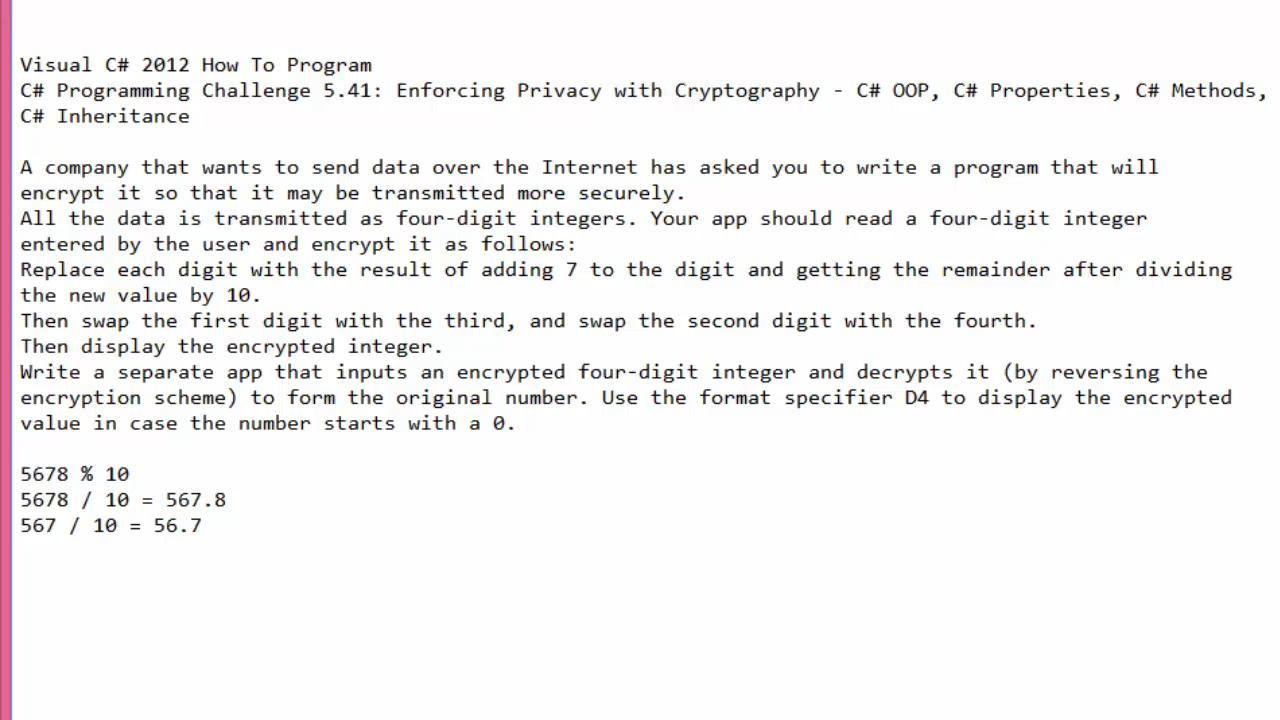 Visual C# 2012 How To Program
C# Programming Challenge 5.41: Enforcing Privacy with Cryptography - C# OOP, C# Properties, C# Methods,
C# Inheritance
A company that wants to send data over the Internet has asked you to write a program that will
encrypt it so that it may be transmitted more securely.
All the data is transmitted as four-digit integers. Your app should read a four-digit integer
entered by the user and encrypt it as follows:
Replace each digit with the result of adding 7 to the digit and getting the remainder after dividing
the new value by 10.
Then swap the first digit with the third, and swap the second digit with the fourth.
Then display the encrypted integer.
Write a separate app that inputs an encrypted four-digit integer and decrypts it (by reversing the
encryption scheme) to form the original number. Use the format specifier D4 to display the encrypted
value in case the number starts with a 0.
5678 % 10
5678 / 10 = 567.8
567 / 10 = 56.7